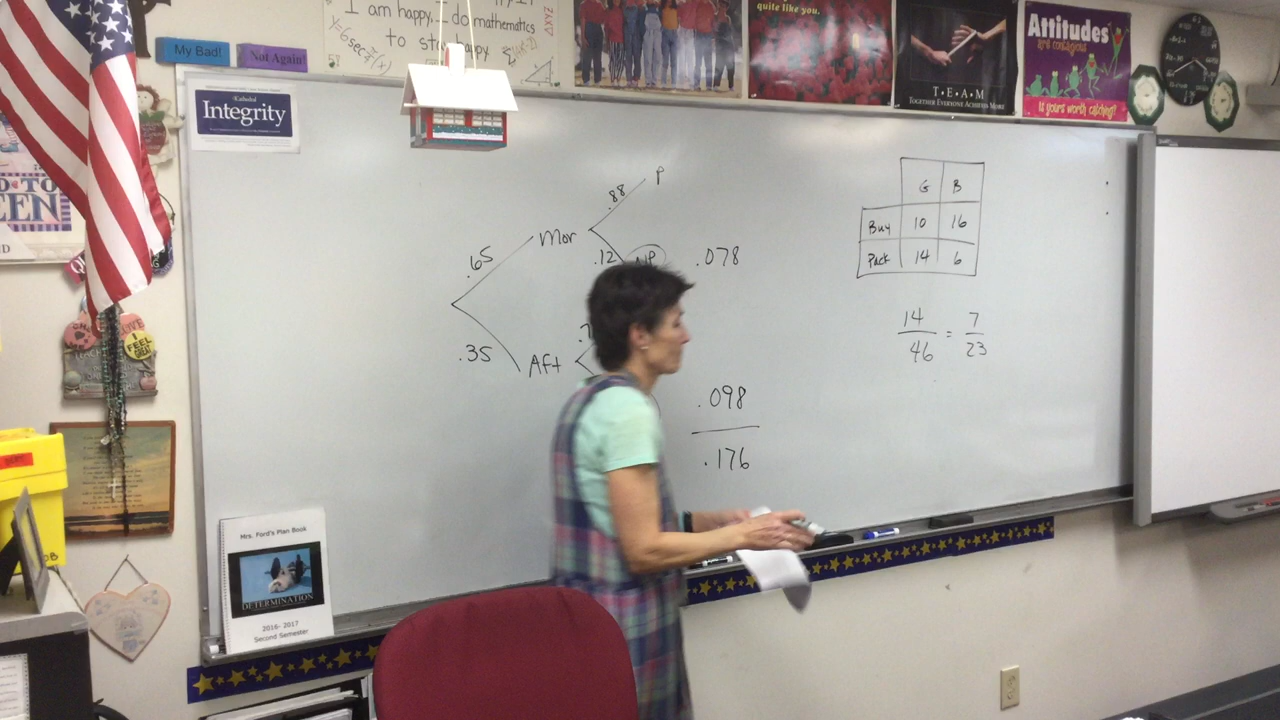 My Bad!
Not Again!
I am happy, I do mathematics
to stay happy
quite like you.
T·E·A·M
TOGETHER EVERYONE ACHIEVES MORE
Attitudes
are contagious
Is yours worth catching?
Integrity
.88
P
Mor
.65
.12
NP
.078
.35
Aft
.098
.176
G B
Buy 10 16
Pack 14 6
14
46
=
7
23
I FEEL GREAT
Mrs. Ford's Plan Book
DETERMINATION
2016- 2017
Second Semester